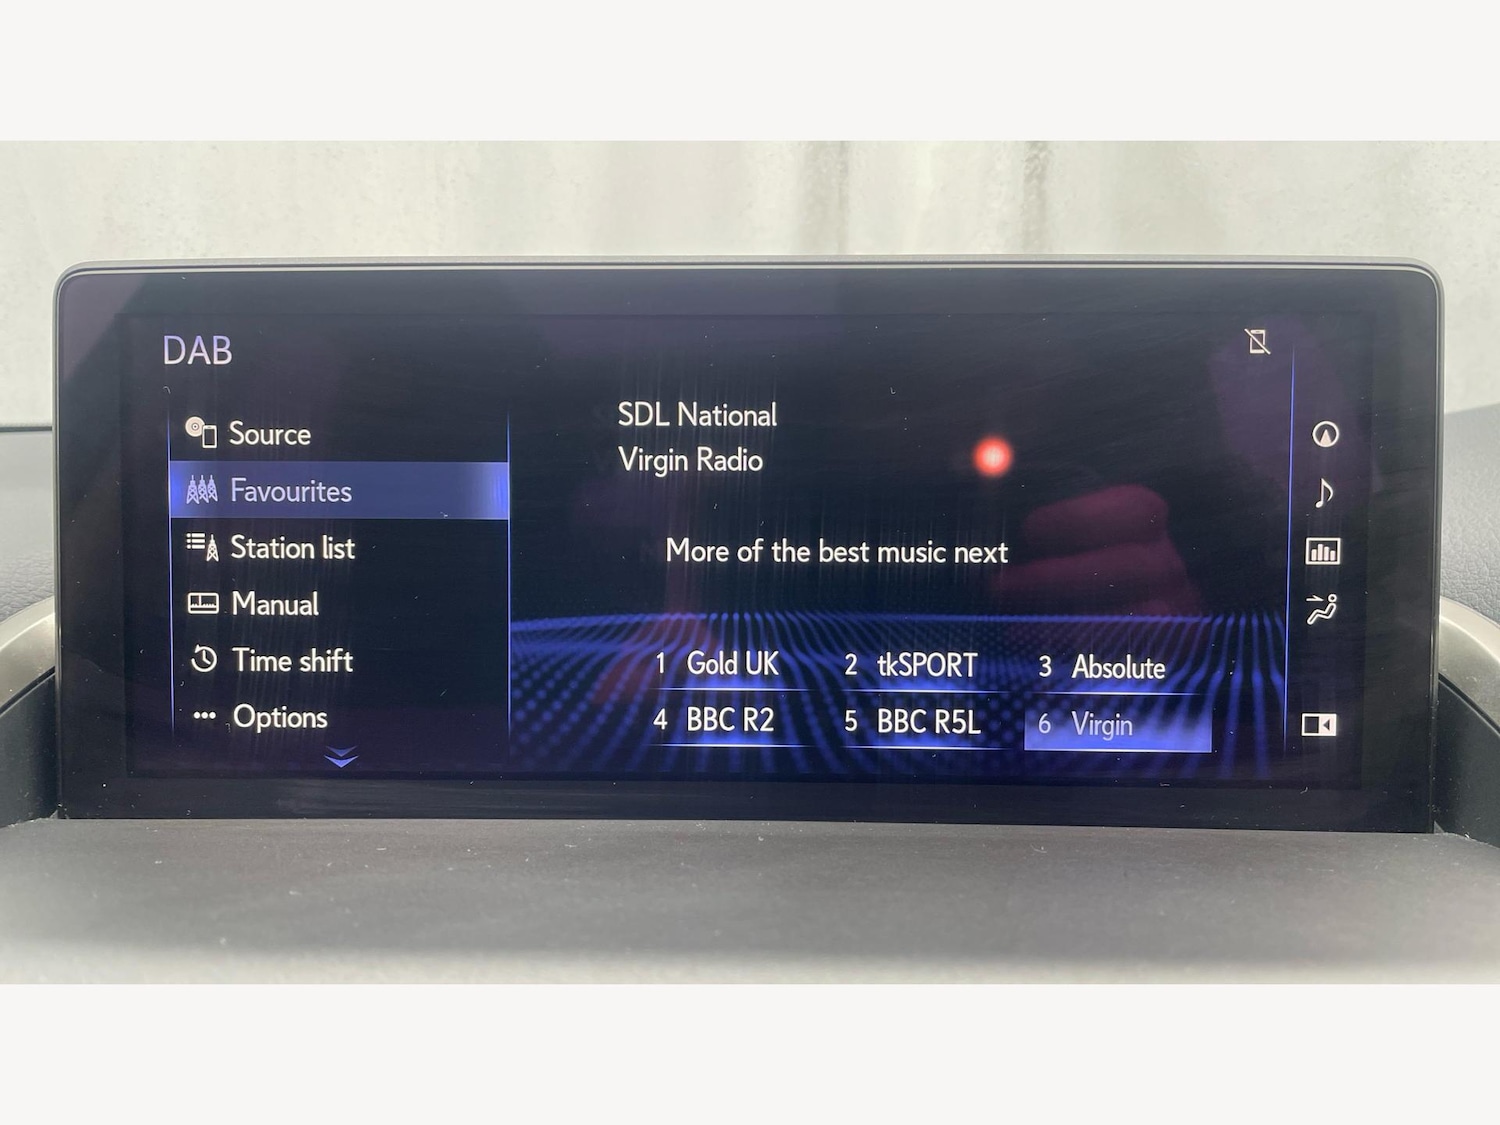 DAB
Source
Favourites
Station list
Manual
Time shift
Options
SDL National
Virgin Radio
More of the best music next
1 Gold UK
2 tkSPORT
3 Absolute
4 BBC R2
5 BBC R5L
6 Virgin